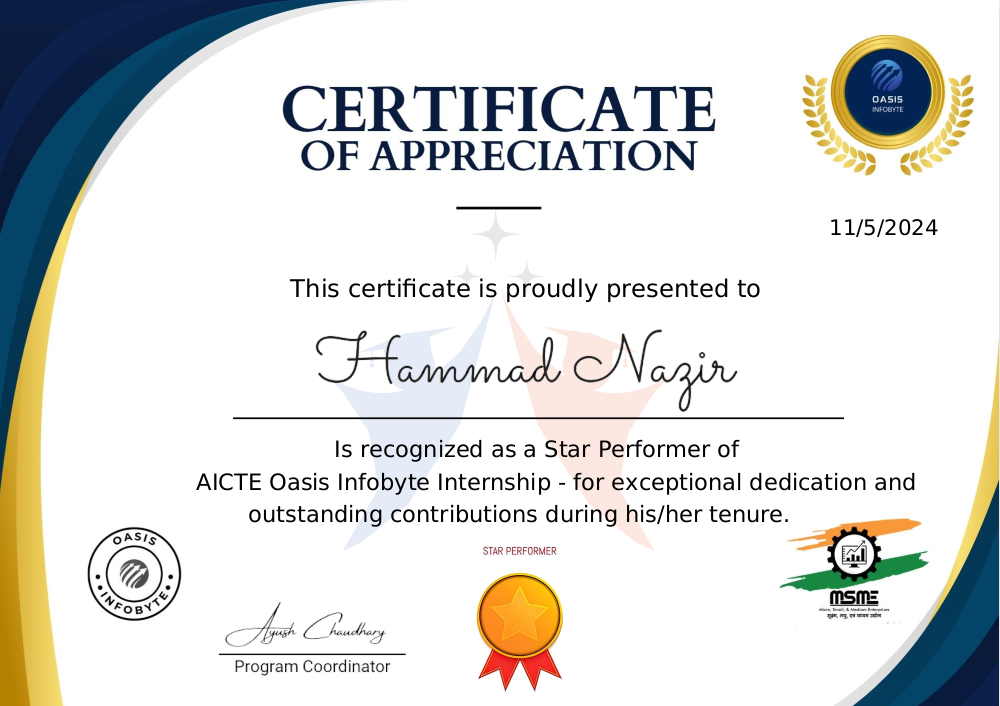 CERTIFICATE
OF APPRECIATION
OASIS
INFOBYTE
11/5/2024
This certificate is proudly presented to
Hammad Nazir
Is recognized as a Star Performer of
AICTE Oasis Infobyte Internship - for exceptional dedication and
outstanding contributions during his/her tenure.
STAR PERFORMER
OASIS
INFOBYTE
Ayush Chaudhary
Program Coordinator
MSME
Micro, Small, & Medium Enterprises
सूक्ष्म, लघु, एवं मध्यम उद्योग